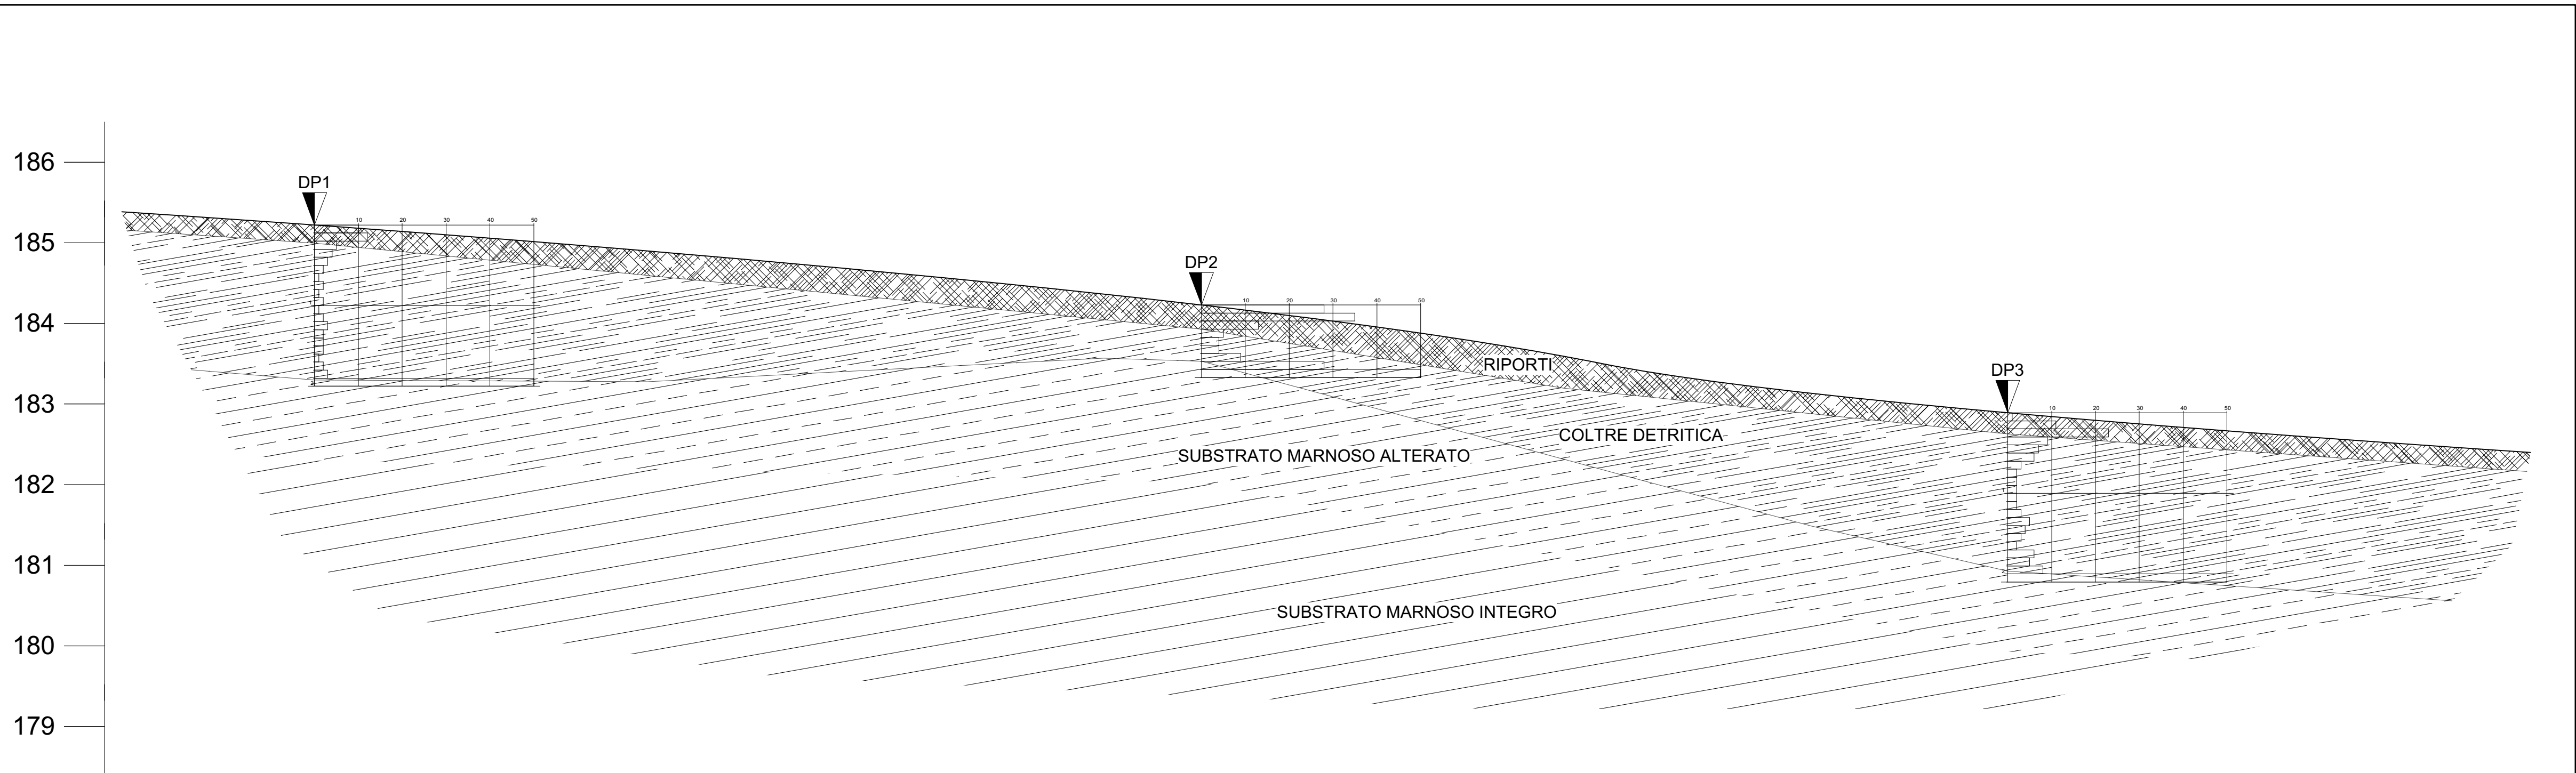 186
DP1
10 20 30 40 50
185
DP2
10 20 30 40 50
184
RIPORTI
183
DP3
10 20 30 40 50
COLTRE DETRITICA
SUBSTRATO MARNOSO ALTERATO
182
181
SUBSTRATO MARNOSO INTEGRO
180
179